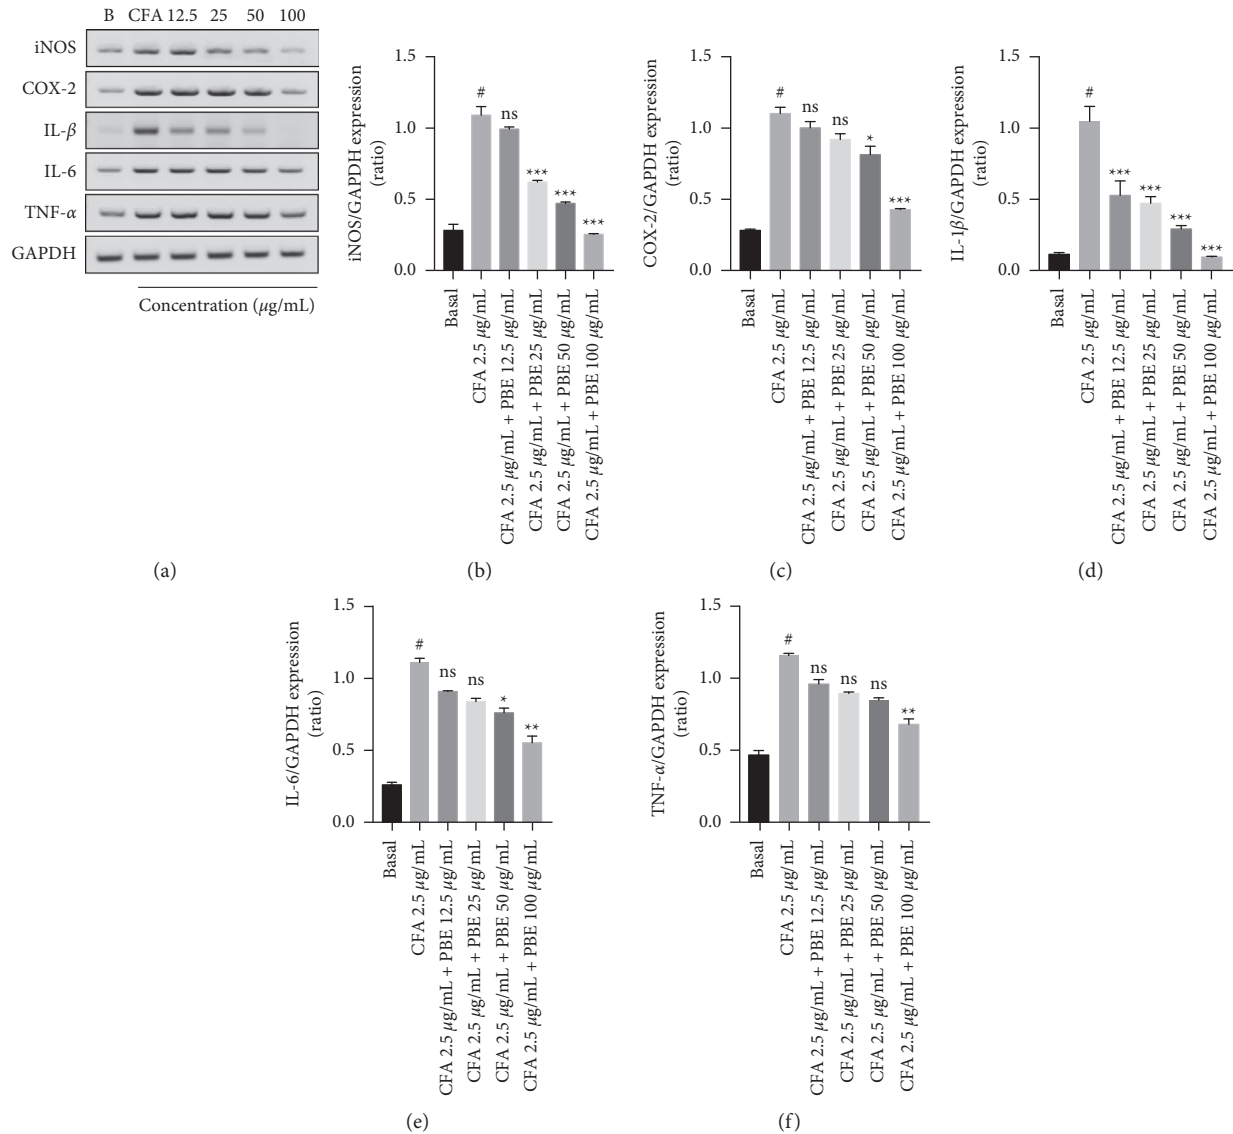 B CFA 12.5 25 50 100
iNOS
COX-2
IL-β
IL-6
TNF-α
GAPDH
Concentration (μg/mL)
(a)
iNOS/GAPDH expression
(ratio)
1.5
1.0
0.5
0.0
#
ns
***
***
***
Basal
CFA 2.5 μg/mL
CFA 2.5 μg/mL + PBE 12.5 μg/mL
CFA 2.5 μg/mL + PBE 25 μg/mL
CFA 2.5 μg/mL + PBE 50 μg/mL
CFA 2.5 μg/mL + PBE 100 μg/mL
(b)
COX-2/GAPDH expression
(ratio)
1.5
1.0
0.5
0.0
#
ns
ns
*
***
Basal
CFA 2.5 μg/mL
CFA 2.5 μg/mL + PBE 12.5 μg/mL
CFA 2.5 μg/mL + PBE 25 μg/mL
CFA 2.5 μg/mL + PBE 50 μg/mL
CFA 2.5 μg/mL + PBE 100 μg/mL
(c)
IL-1β/GAPDH expression
(ratio)
1.5
1.0
0.5
0.0
#
***
***
***
***
Basal
CFA 2.5 μg/mL
CFA 2.5 μg/mL + PBE 12.5 μg/mL
CFA 2.5 μg/mL + PBE 25 μg/mL
CFA 2.5 μg/mL + PBE 50 μg/mL
CFA 2.5 μg/mL + PBE 100 μg/mL
(d)
IL-6/GAPDH expression
(ratio)
1.5
1.0
0.5
0.0
#
ns
ns
*
**
Basal
CFA 2.5 μg/mL
CFA 2.5 μg/mL + PBE 12.5 μg/mL
CFA 2.5 μg/mL + PBE 25 μg/mL
CFA 2.5 μg/mL + PBE 50 μg/mL
CFA 2.5 μg/mL + PBE 100 μg/mL
(e)
TNF-α/GAPDH expression
(ratio)
1.5
1.0
0.5
0.0
#
ns
ns
ns
**
Basal
CFA 2.5 μg/mL
CFA 2.5 μg/mL + PBE 12.5 μg/mL
CFA 2.5 μg/mL + PBE 25 μg/mL
CFA 2.5 μg/mL + PBE 50 μg/mL
CFA 2.5 μg/mL + PBE 100 μg/mL
(f)